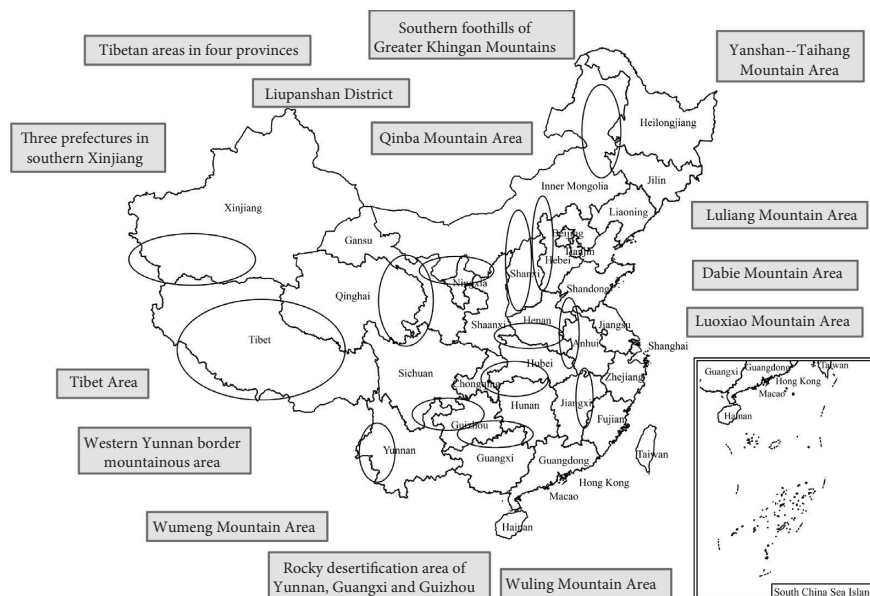 Southern foothills of
Greater Khingan Mountains
Tibetan areas in four provinces
Yanshan--Taihang
Mountain Area
Liupanshan District
Three prefectures in
southern Xinjiang
Qinba Mountain Area
Heilongjiang
Inner Mongolia
Jilin
Xinjiang
Liaoning
Luliang Mountain Area
Gansu
Beijing
Tianjin
Hebei
Shanxi
Ningxia
Qinghai
Shandong
Dabie Mountain Area
Shaanxi
Henan
Jiangsu
Luoxiao Mountain Area
Tibet
Anhui
Shanghai
Hubei
Sichuan
Zhejiang
Chongqing
Tibet Area
Hunan
Jiangxi
Guizhou
Fujian
Western Yunnan border
mountainous area
Yunnan
Guangxi
Guangdong
Taiwan
Hong Kong
Macao
Hainan
Wumeng Mountain Area
Rocky desertification area of
Yunnan, Guangxi and Guizhou
Wuling Mountain Area
Guangxi
Guangdong
Taiwan
Hong Kong
Macao
Hainan
South China Sea Islan